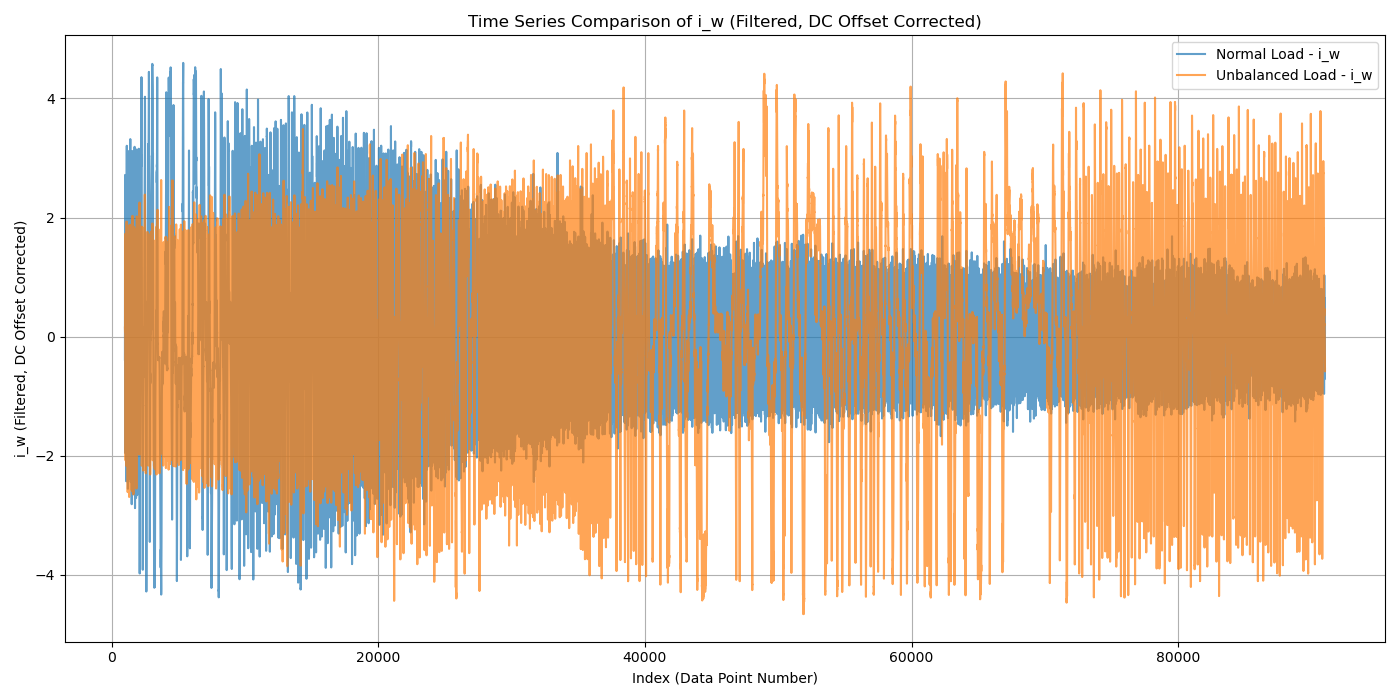 Time Series Comparison of i_w (Filtered, DC Offset Corrected)
Normal Load - i_w
Unbalanced Load - i_w
i_w (Filtered, DC Offset Corrected)
4
2
0
−2
−4
0 20000 40000 60000 80000
Index (Data Point Number)